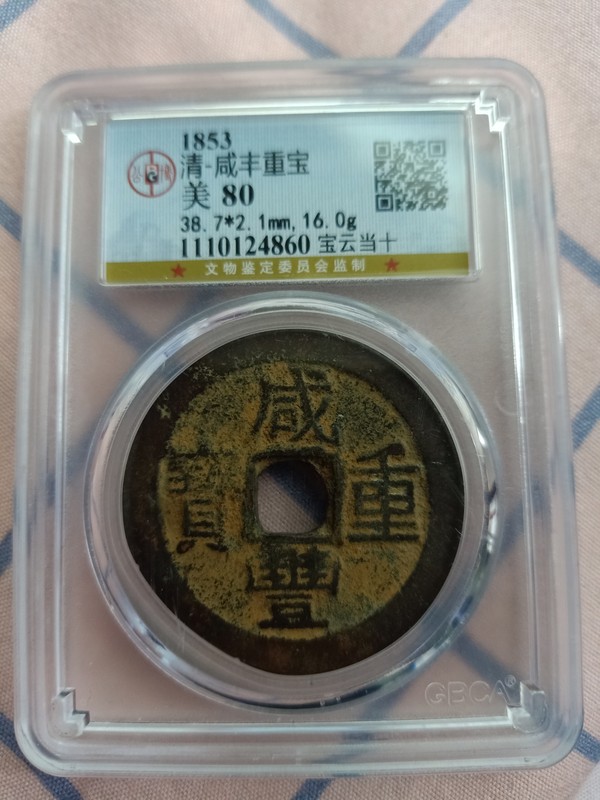 1853
清-咸丰重宝
美 80
38.7*2.1mm,16.0g
1110124860 宝云当十
★ 文物鉴定委员会监制 ★
咸
寶 重
豐
GBCA®